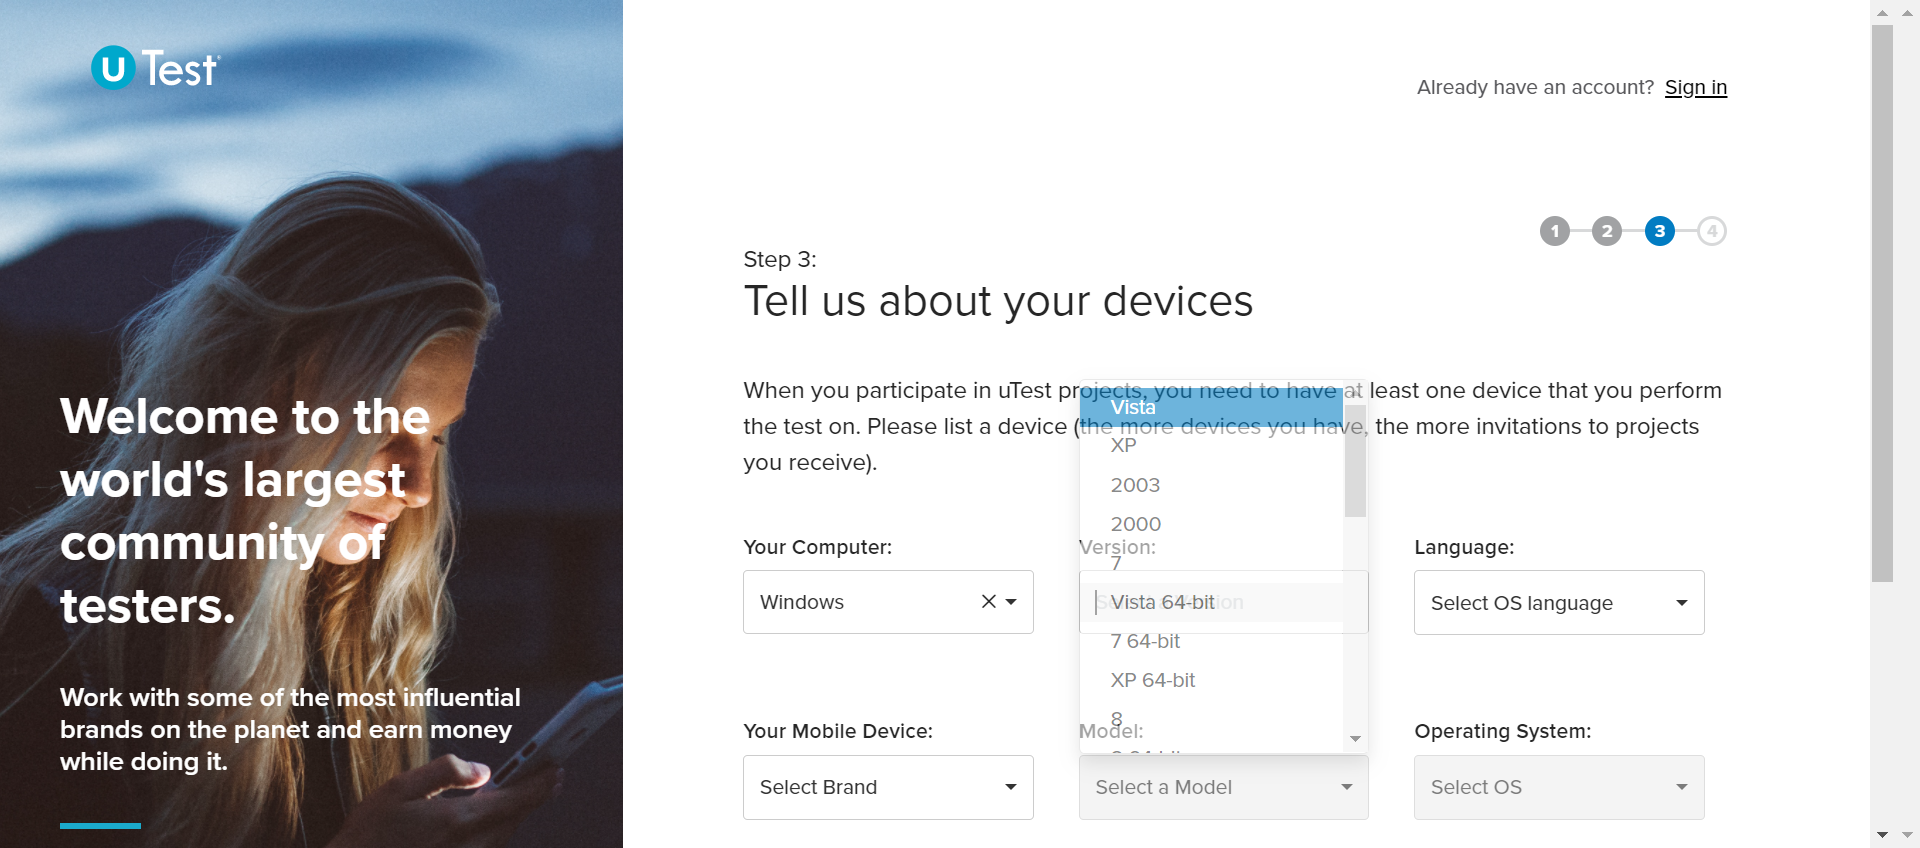 u Test
Already have an account? Sign in
1 2 3 4
Step 3:
Tell us about your devices
When you participate in uTest projects, you need to have at least one device that you perform
the test on. Please list a device (the more devices you have, the more invitations to projects
you receive).
Vista
XP
2003
2000
7
Vista 64-bit
7 64-bit
XP 64-bit
8
Your Computer:
Version:
Language:
Windows
Select OS language
Your Mobile Device:
Model:
Operating System:
Select Brand
Select a Model
Select OS
Welcome to the
world's largest
community of
testers.
Work with some of the most influential
brands on the planet and earn money
while doing it.